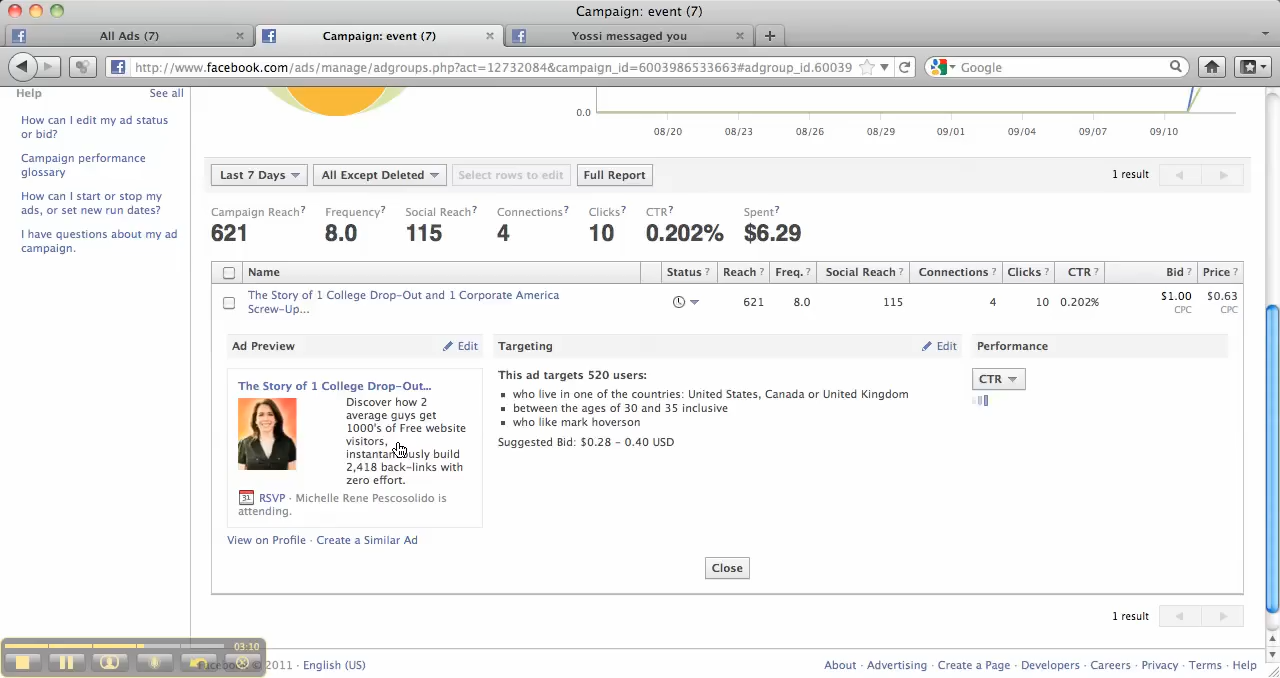 Campaign: event (7)
All Ads (7)
Campaign: event (7)
Yossi messaged you
http://www.facebook.com/ads/manage/adgroups.php?act=12732084&campaign_id=6003986533663#adgroup_id.60039
Google
Help
See all
How can I edit my ad status
or bid?
Campaign performance
glossary
How can I start or stop my
ads, or set new run dates?
I have questions about my ad
campaign.
0.0
08/20 08/23 08/26 08/29 09/01 09/04 09/07 09/10
Last 7 Days
All Except Deleted
Select rows to edit
Full Report
1 result
Campaign Reach? Frequency? Social Reach? Connections? Clicks? CTR? Spent?
621 8.0 115 4 10 0.202% $6.29
Name Status ? Reach ? Freq. ? Social Reach ? Connections ? Clicks ? CTR ? Bid ? Price ?
The Story of 1 College Drop-Out and 1 Corporate America
Screw-Up...
621 8.0 115 4 10 0.202% $1.00 $0.63
CPC CPC
Ad Preview Edit
Targeting Edit
Performance
The Story of 1 College Drop-Out...
Discover how 2
average guys get
1000's of Free website
visitors,
instantaneously build
2,418 back-links with
zero effort.
31 RSVP · Michelle Rene Pescosolido is
attending.
View on Profile · Create a Similar Ad
This ad targets 520 users:
who live in one of the countries: United States, Canada or United Kingdom
between the ages of 30 and 35 inclusive
who like mark hoverson
Suggested Bid: $0.28 – 0.40 USD
CTR
Close
1 result
03:10
Facebook © 2011 · English (US)
About · Advertising · Create a Page · Developers · Careers · Privacy · Terms · Help